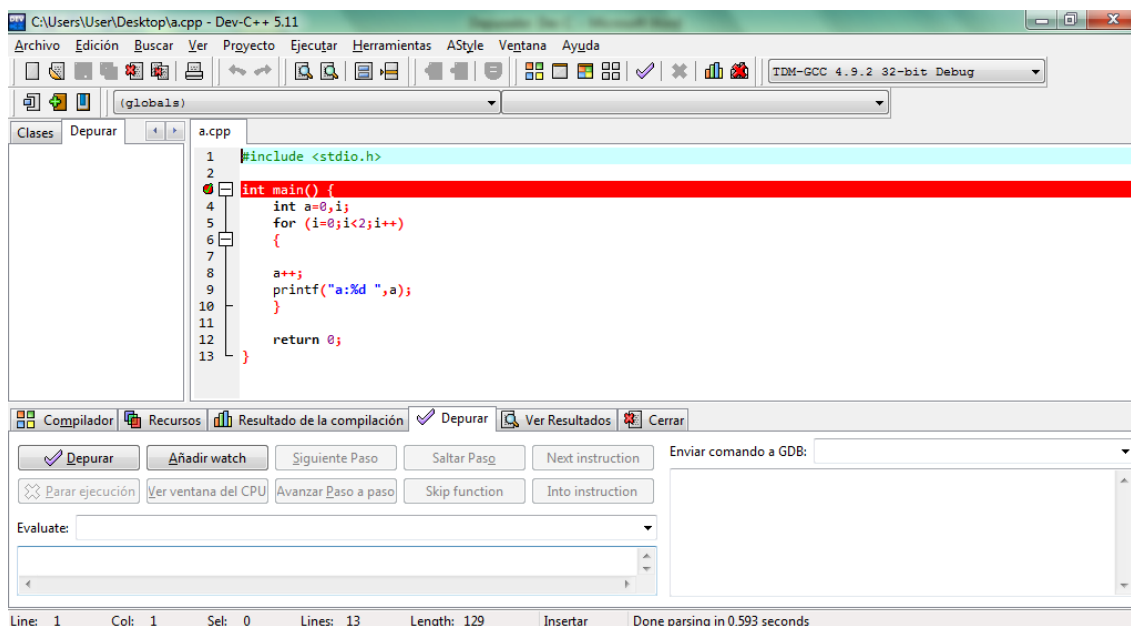 C:\Users\User\Desktop\a.cpp - Dev-C++ 5.11
Archivo Edición Buscar Ver Proyecto Ejecutar Herramientas AStyle Ventana Ayuda
TDM-GCC 4.9.2 32-bit Debug
(globals)
Clases Depurar a.cpp
1 #include <stdio.h>
2
int main() {
4 int a=0,i;
5 for (i=0;i<2;i++)
6 {
7
8 a++;
9 printf("a:%d ",a);
10 }
11
12 return 0;
13 }
Compilador Recursos Resultado de la compilación Depurar Ver Resultados Cerrar
Depurar Añadir watch Siguiente Paso Saltar Paso Next instruction Enviar comando a GDB:
Parar ejecución Ver ventana del CPU Avanzar Paso a paso Skip function Into instruction
Evaluate:
Line: 1 Col: 1 Sel: 0 Lines: 13 Length: 129 Insertar Done parsing in 0.593 seconds